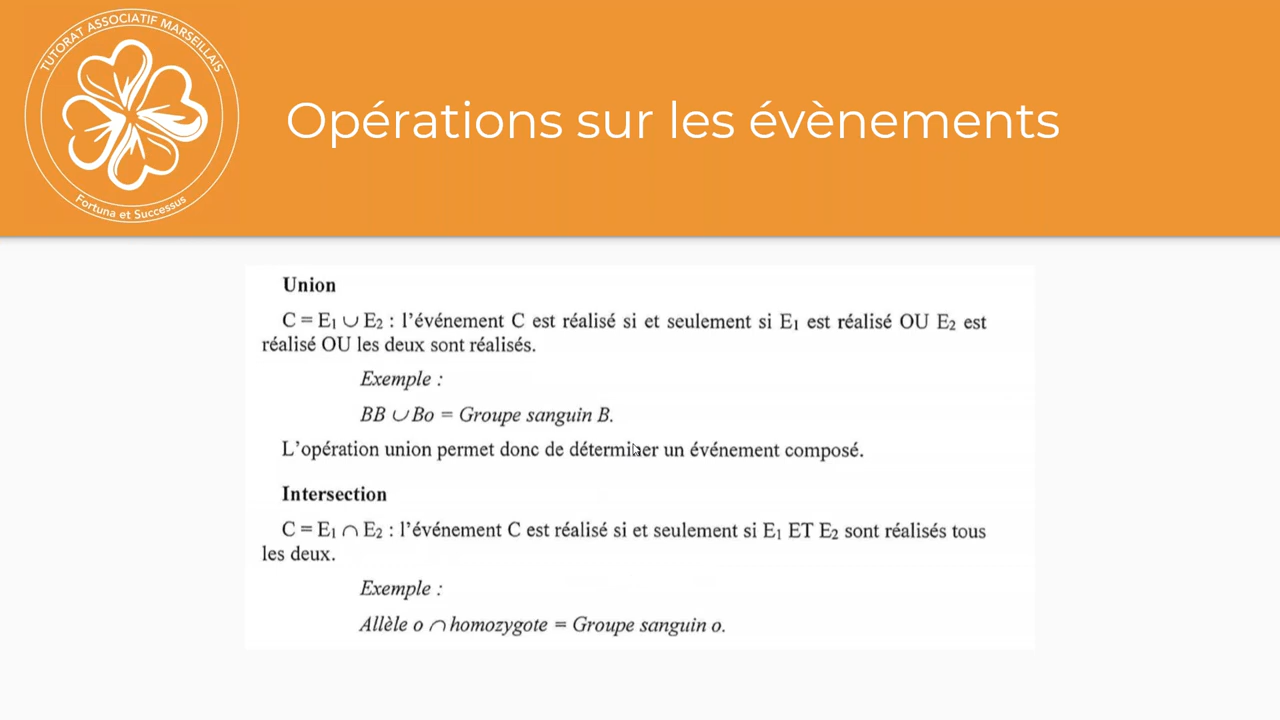 TUTORAT ASSOCIATIF MARSEILLAIS
Fortuna et Successus
Opérations sur les évènements
Union
C = E₁ ∪ E₂ : l’événement C est réalisé si et seulement si E₁ est réalisé OU E₂ est
réalisé OU les deux sont réalisés.
Exemple :
BB ∪ Bo = Groupe sanguin B.
L’opération union permet donc de déterminer un événement composé.
Intersection
C = E₁ ∩ E₂ : l’événement C est réalisé si et seulement si E₁ ET E₂ sont réalisés tous
les deux.
Exemple :
Allèle o ∩ homozygote = Groupe sanguin o.